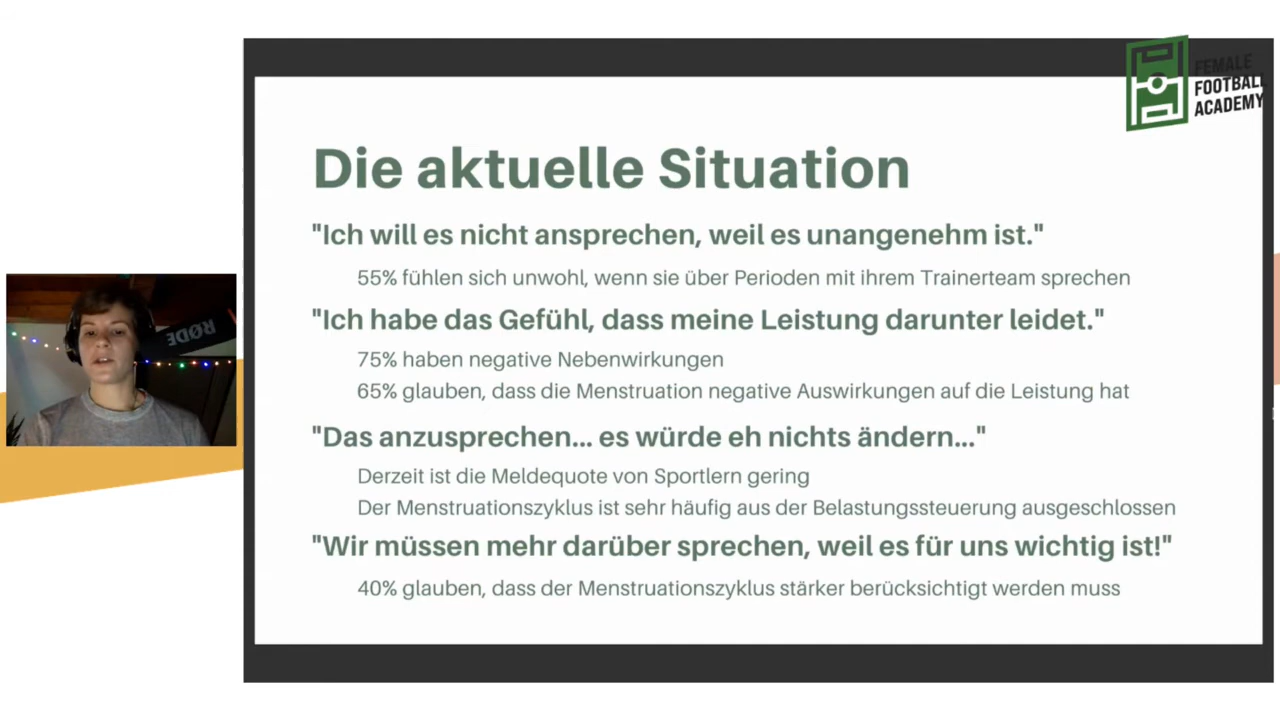 FEMALE
FOOTBALL
ACADEMY
Die aktuelle Situation
"Ich will es nicht ansprechen, weil es unangenehm ist."
55% fühlen sich unwohl, wenn sie über Perioden mit ihrem Trainerteam sprechen
"Ich habe das Gefühl, dass meine Leistung darunter leidet."
75% haben negative Nebenwirkungen
65% glauben, dass die Menstruation negative Auswirkungen auf die Leistung hat
RØDE
"Das anzusprechen... es würde eh nichts ändern..."
Derzeit ist die Meldequote von Sportlern gering
Der Menstruationszyklus ist sehr häufig aus der Belastungssteuerung ausgeschlossen
"Wir müssen mehr darüber sprechen, weil es für uns wichtig ist!"
40% glauben, dass der Menstruationszyklus stärker berücksichtigt werden muss